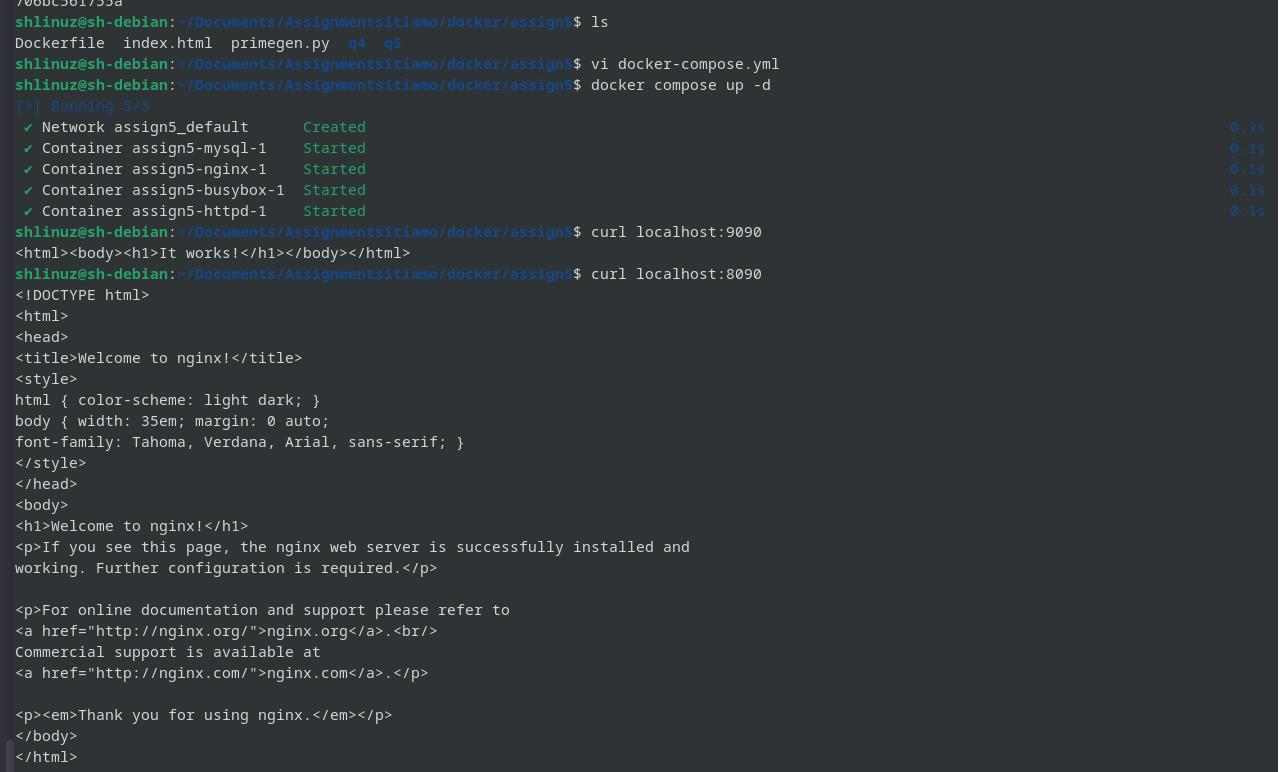 706bc561755a
shlinuz@sh-debian:~/Documents/Assignmentsitiamo/docker/assign5$ ls
Dockerfile  index.html  primegen.py  q4  q5
shlinuz@sh-debian:~/Documents/Assignmentsitiamo/docker/assign5$ vi docker-compose.yml
shlinuz@sh-debian:~/Documents/Assignmentsitiamo/docker/assign5$ docker compose up -d
[+] Running 5/5
✔ Network assign5_default      Created      0.1s
✔ Container assign5-mysql-1    Started      0.1s
✔ Container assign5-nginx-1    Started      0.1s
✔ Container assign5-busybox-1  Started      0.1s
✔ Container assign5-httpd-1    Started      0.1s
shlinuz@sh-debian:~/Documents/Assignmentsitiamo/docker/assign5$ curl localhost:9090
<html><body><h1>It works!</h1></body></html>
shlinuz@sh-debian:~/Documents/Assignmentsitiamo/docker/assign5$ curl localhost:8090
<!DOCTYPE html>
<html>
<head>
<title>Welcome to nginx!</title>
<style>
html { color-scheme: light dark; }
body { width: 35em; margin: 0 auto;
font-family: Tahoma, Verdana, Arial, sans-serif; }
</style>
</head>
<body>
<h1>Welcome to nginx!</h1>
<p>If you see this page, the nginx web server is successfully installed and
working. Further configuration is required.</p>

<p>For online documentation and support please refer to
<a href="http://nginx.org/">nginx.org</a>.<br/>
Commercial support is available at
<a href="http://nginx.com/">nginx.com</a>.</p>

<p><em>Thank you for using nginx.</em></p>
</body>
</html>